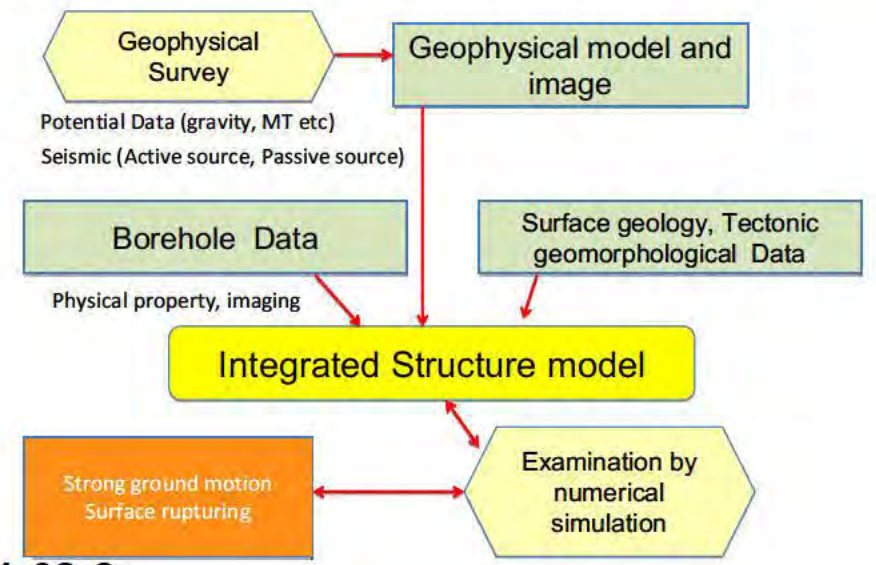 Geophysical
Survey
Geophysical model and
image
Potential Data (gravity, MT etc)
Seismic (Active source, Passive source)
Borehole Data
Surface geology, Tectonic
geomorphological Data
Physical property, imaging
Integrated Structure model
Strong ground motion
Surface rupturing
Examination by
numerical
simulation